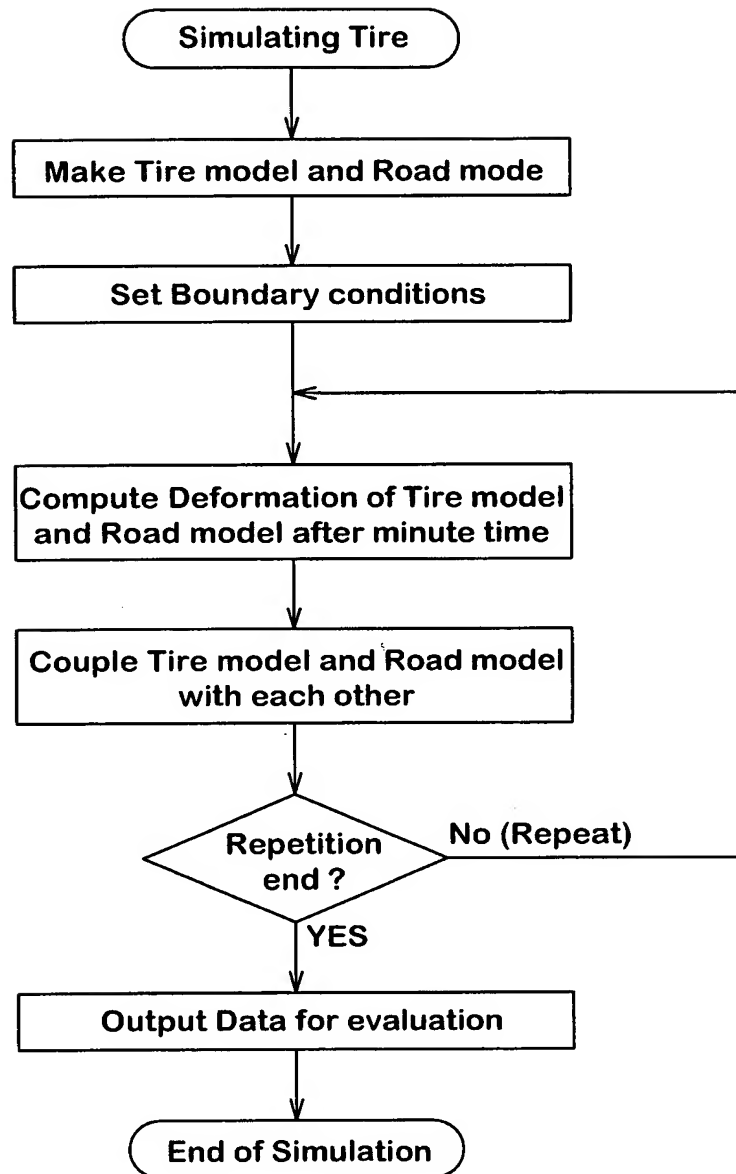 Simulating Tire
Make Tire model and Road mode
Set Boundary conditions
Compute Deformation of Tire model
and Road model after minute time
Couple Tire model and Road model
with each other
Repetition
end ?
No (Repeat)
YES
Output Data for evaluation
End of Simulation